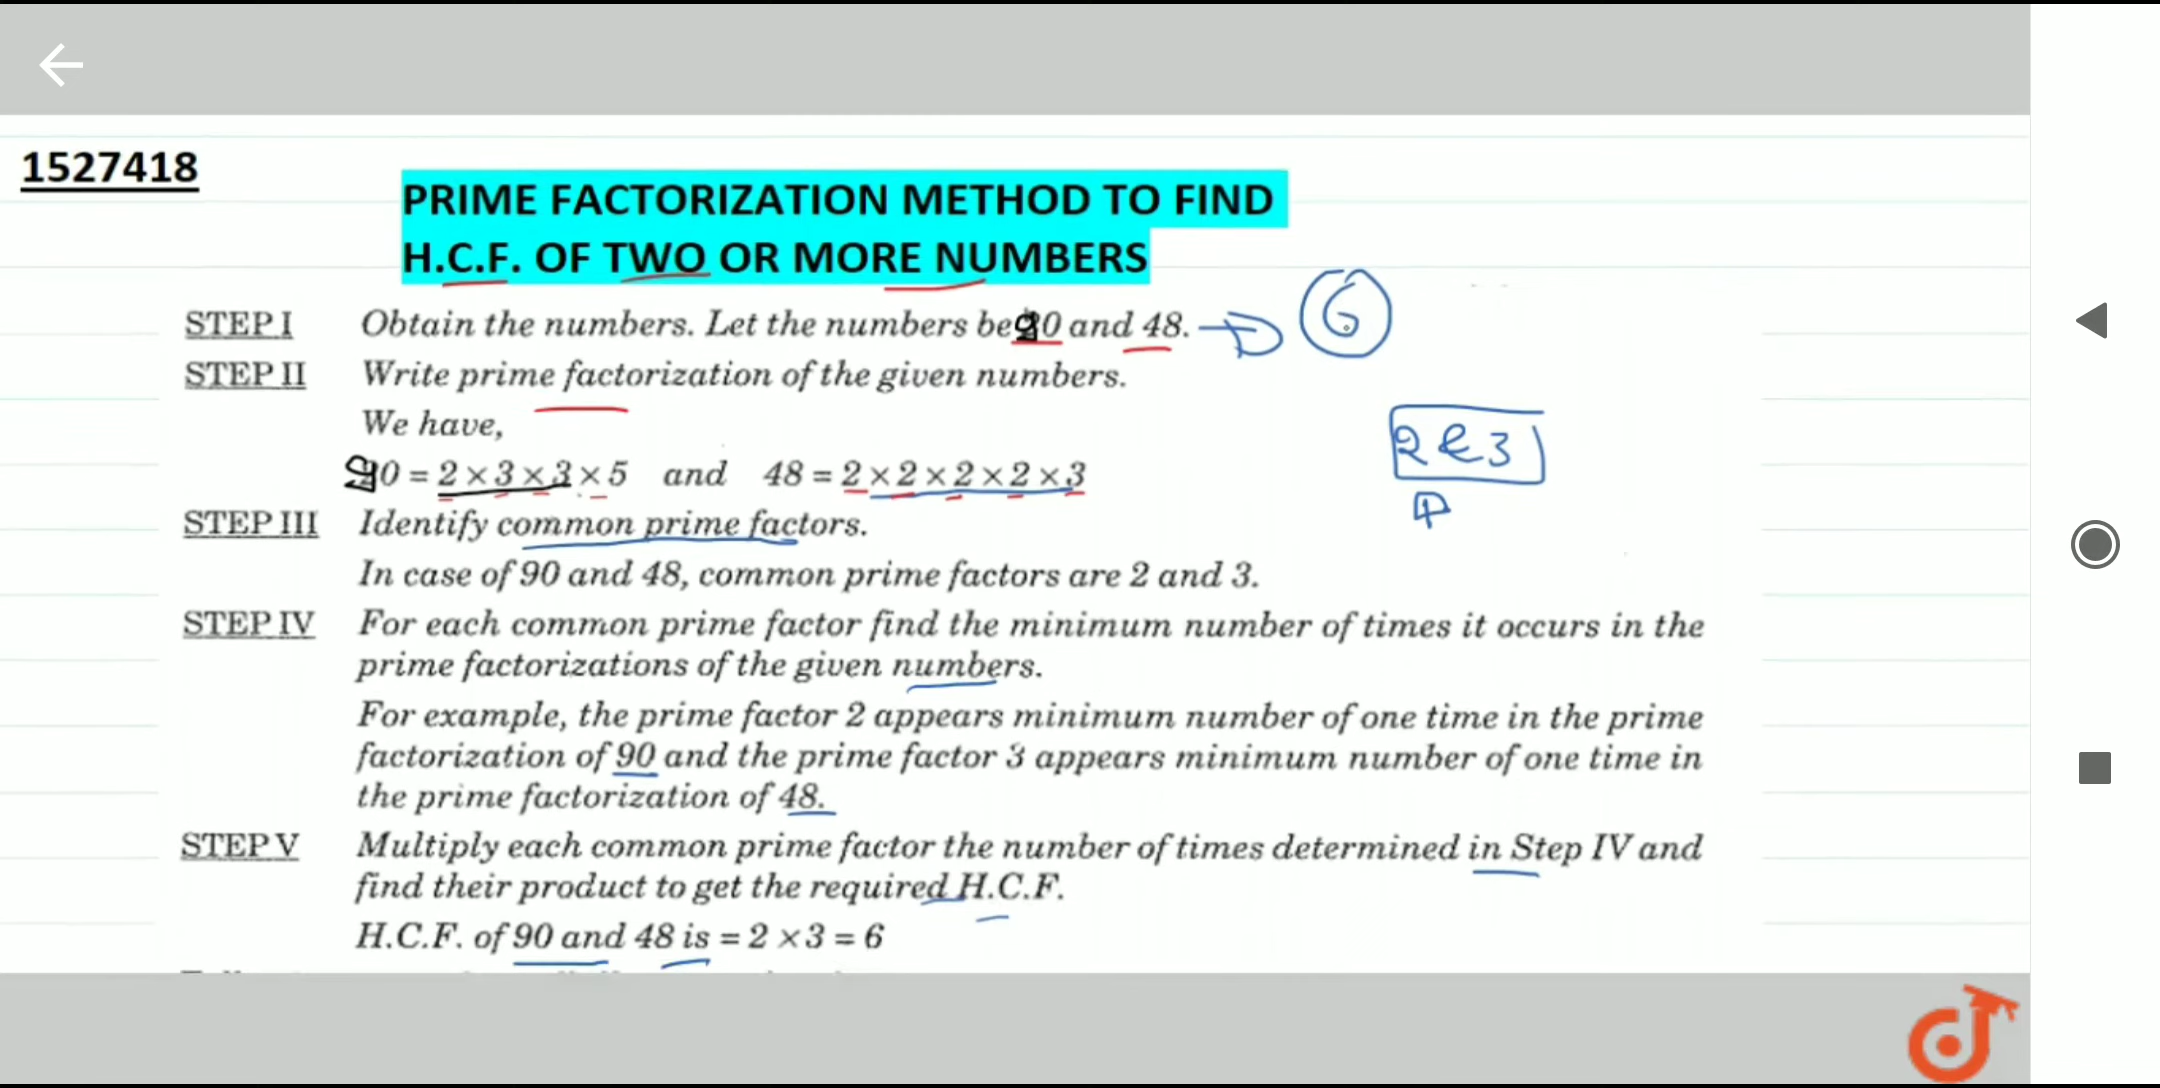 1527418
PRIME FACTORIZATION METHOD TO FIND
H.C.F. OF TWO OR MORE NUMBERS
STEP I Obtain the numbers. Let the numbers be 90 and 48. → 6
STEP II Write prime factorization of the given numbers.
We have,
2 & 3
90 = 2 × 3 × 3 × 5 and 48 = 2 × 2 × 2 × 2 × 3
STEP III Identify common prime factors.
In case of 90 and 48, common prime factors are 2 and 3.
STEP IV For each common prime factor find the minimum number of times it occurs in the
prime factorizations of the given numbers.
For example, the prime factor 2 appears minimum number of one time in the prime
factorization of 90 and the prime factor 3 appears minimum number of one time in
the prime factorization of 48.
STEP V Multiply each common prime factor the number of times determined in Step IV and
find their product to get the required H.C.F.
H.C.F. of 90 and 48 is = 2 × 3 = 6